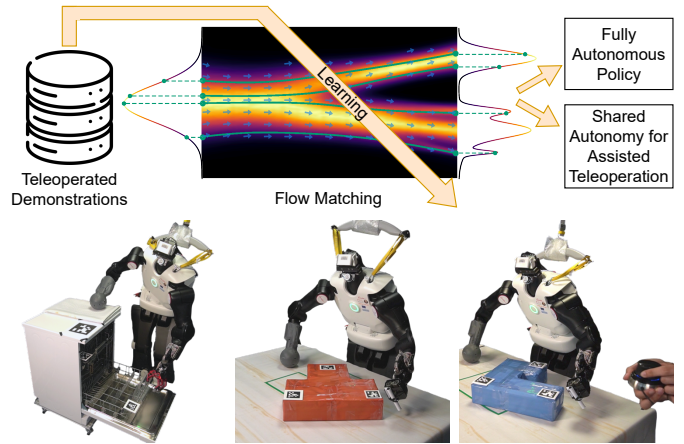 Teleoperated
Demonstrations
Learning
Flow Matching
Fully
Autonomous
Policy
Shared
Autonomy for
Assisted
Teleoperation